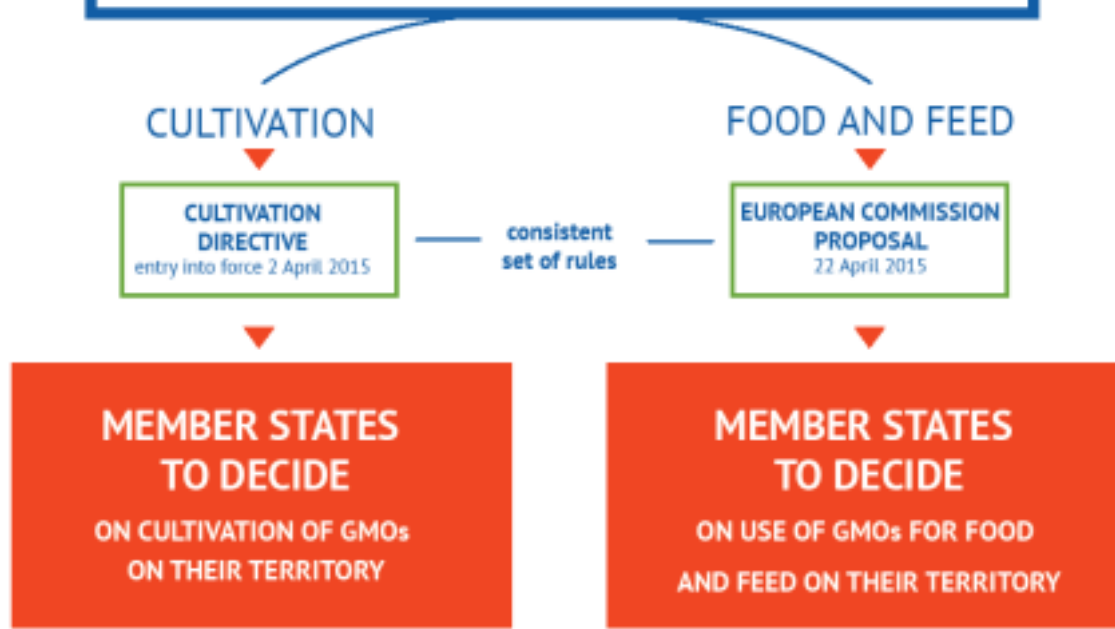 CULTIVATION
CULTIVATION
DIRECTIVE
entry into force 2 April 2015
consistent
set of rules
FOOD AND FEED
EUROPEAN COMMISSION
PROPOSAL
22 April 2015
MEMBER STATES
TO DECIDE
ON CULTIVATION OF GMOs
ON THEIR TERRITORY
MEMBER STATES
TO DECIDE
ON USE OF GMOs FOR FOOD
AND FEED ON THEIR TERRITORY